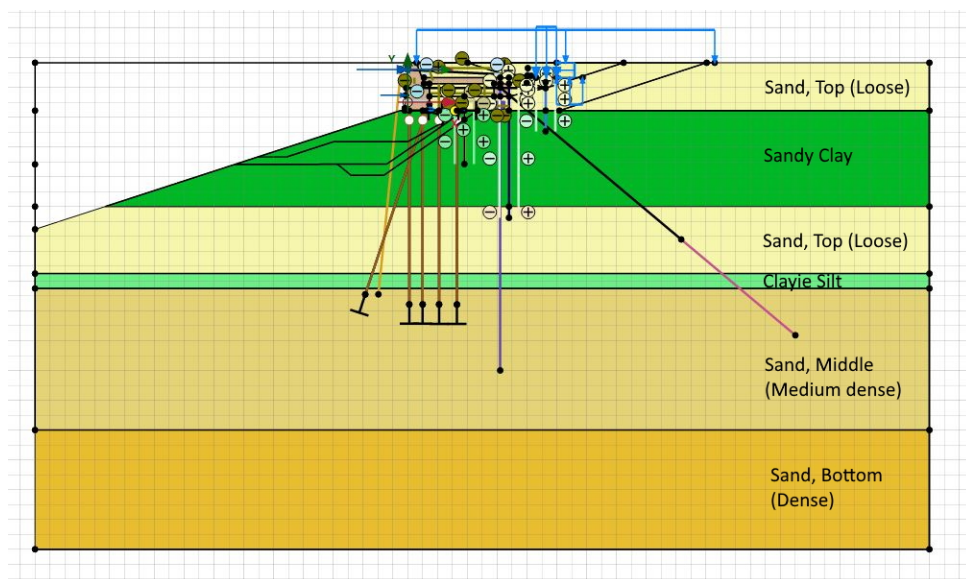 Y
Sand, Top (Loose)
Sandy Clay
Sand, Top (Loose)
Clayie Silt
Sand, Middle
(Medium dense)
Sand, Bottom
(Dense)